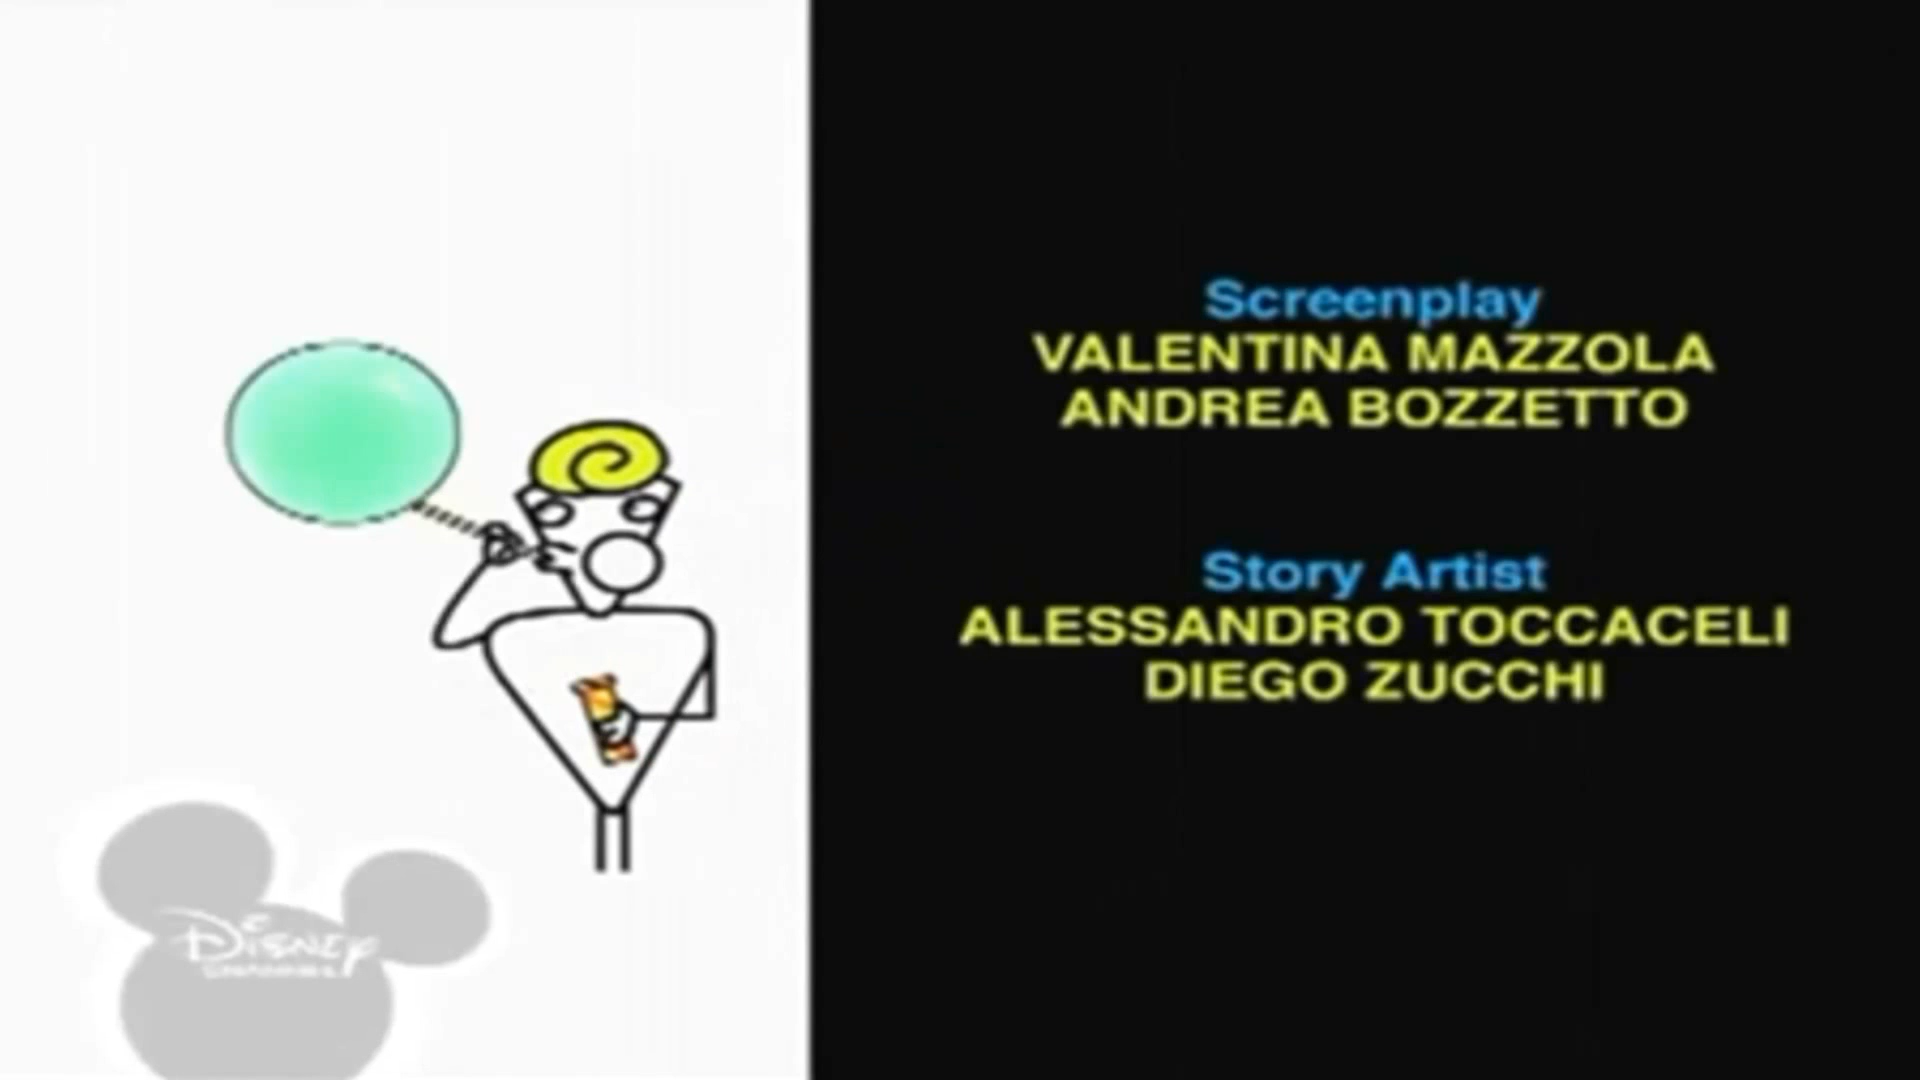 Screenplay
VALENTINA MAZZOLA
ANDREA BOZZETTO
Story Artist
ALESSANDRO TOCCACELI
DIEGO ZUCCHI
Disney